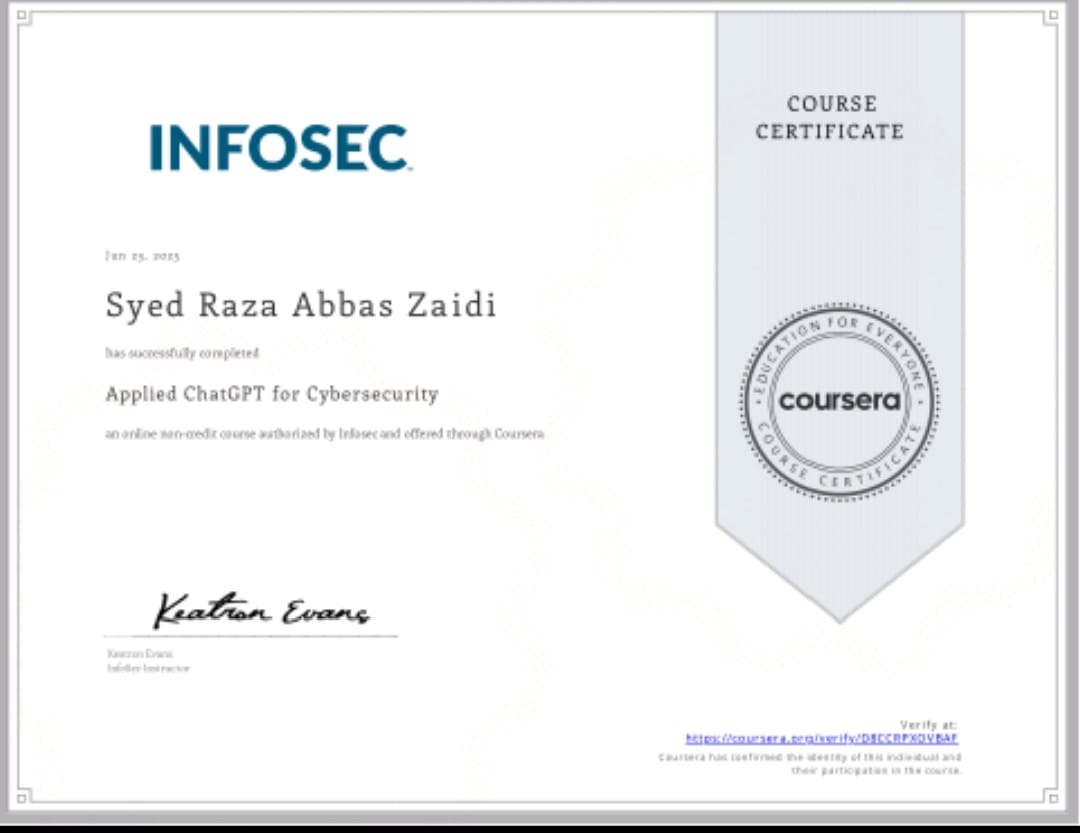 INFOSEC
COURSE
CERTIFICATE
Jun 25, 2025
Syed Raza Abbas Zaidi
has successfully completed
Applied ChatGPT for Cybersecurity
an online non-credit course authorized by Infosec and offered through Coursera
EDUCATION FOR EVERYONE
coursera
COURSE CERTIFICATE
Keatron Evans
Keatron Evans
InfoSec Instructor
Verify at:
https://coursera.org/verify/
Coursera has confirmed the identity of this individual and
their participation in the course.